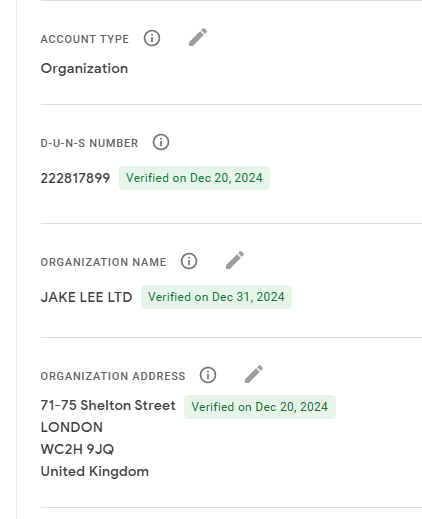 ACCOUNT TYPE
Organization
D-U-N-S NUMBER
222817899 Verified on Dec 20, 2024
ORGANIZATION NAME
JAKE LEE LTD Verified on Dec 31, 2024
ORGANIZATION ADDRESS
71-75 Shelton Street Verified on Dec 20, 2024
LONDON
WC2H 9JQ
United Kingdom